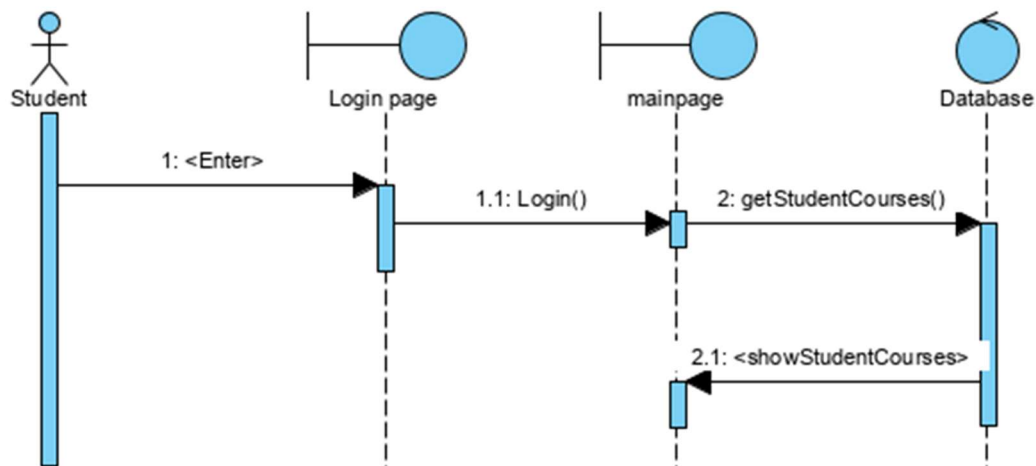 Student
Login page
mainpage
Database
1: <Enter>
1.1: Login()
2: getStudentCourses()
2.1: <showStudentCourses>